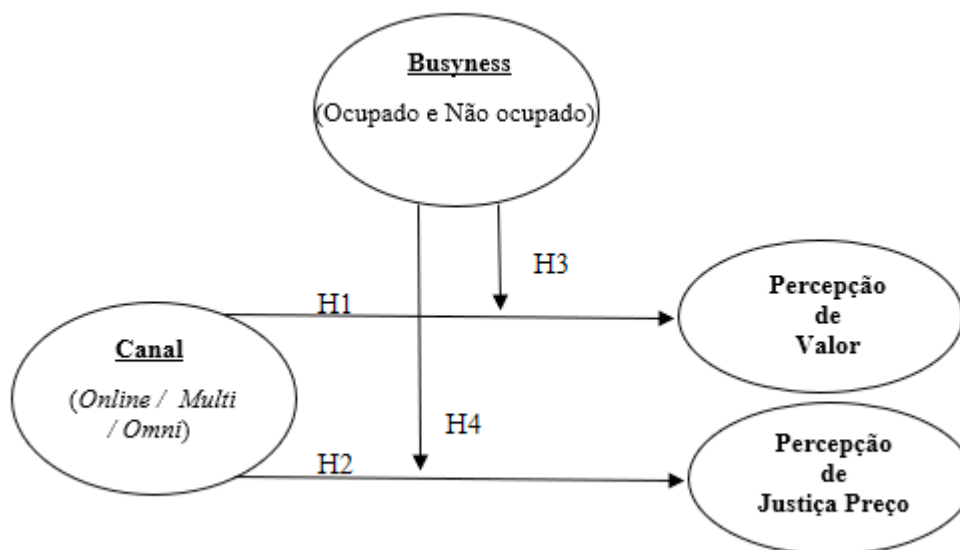 Busyness
(Ocupado e Não ocupado)
H3
Percepção
de
Valor
H1
Canal
(Online / Multi
/ Omni)
H4
H2
Percepção
de
Justiça Preço